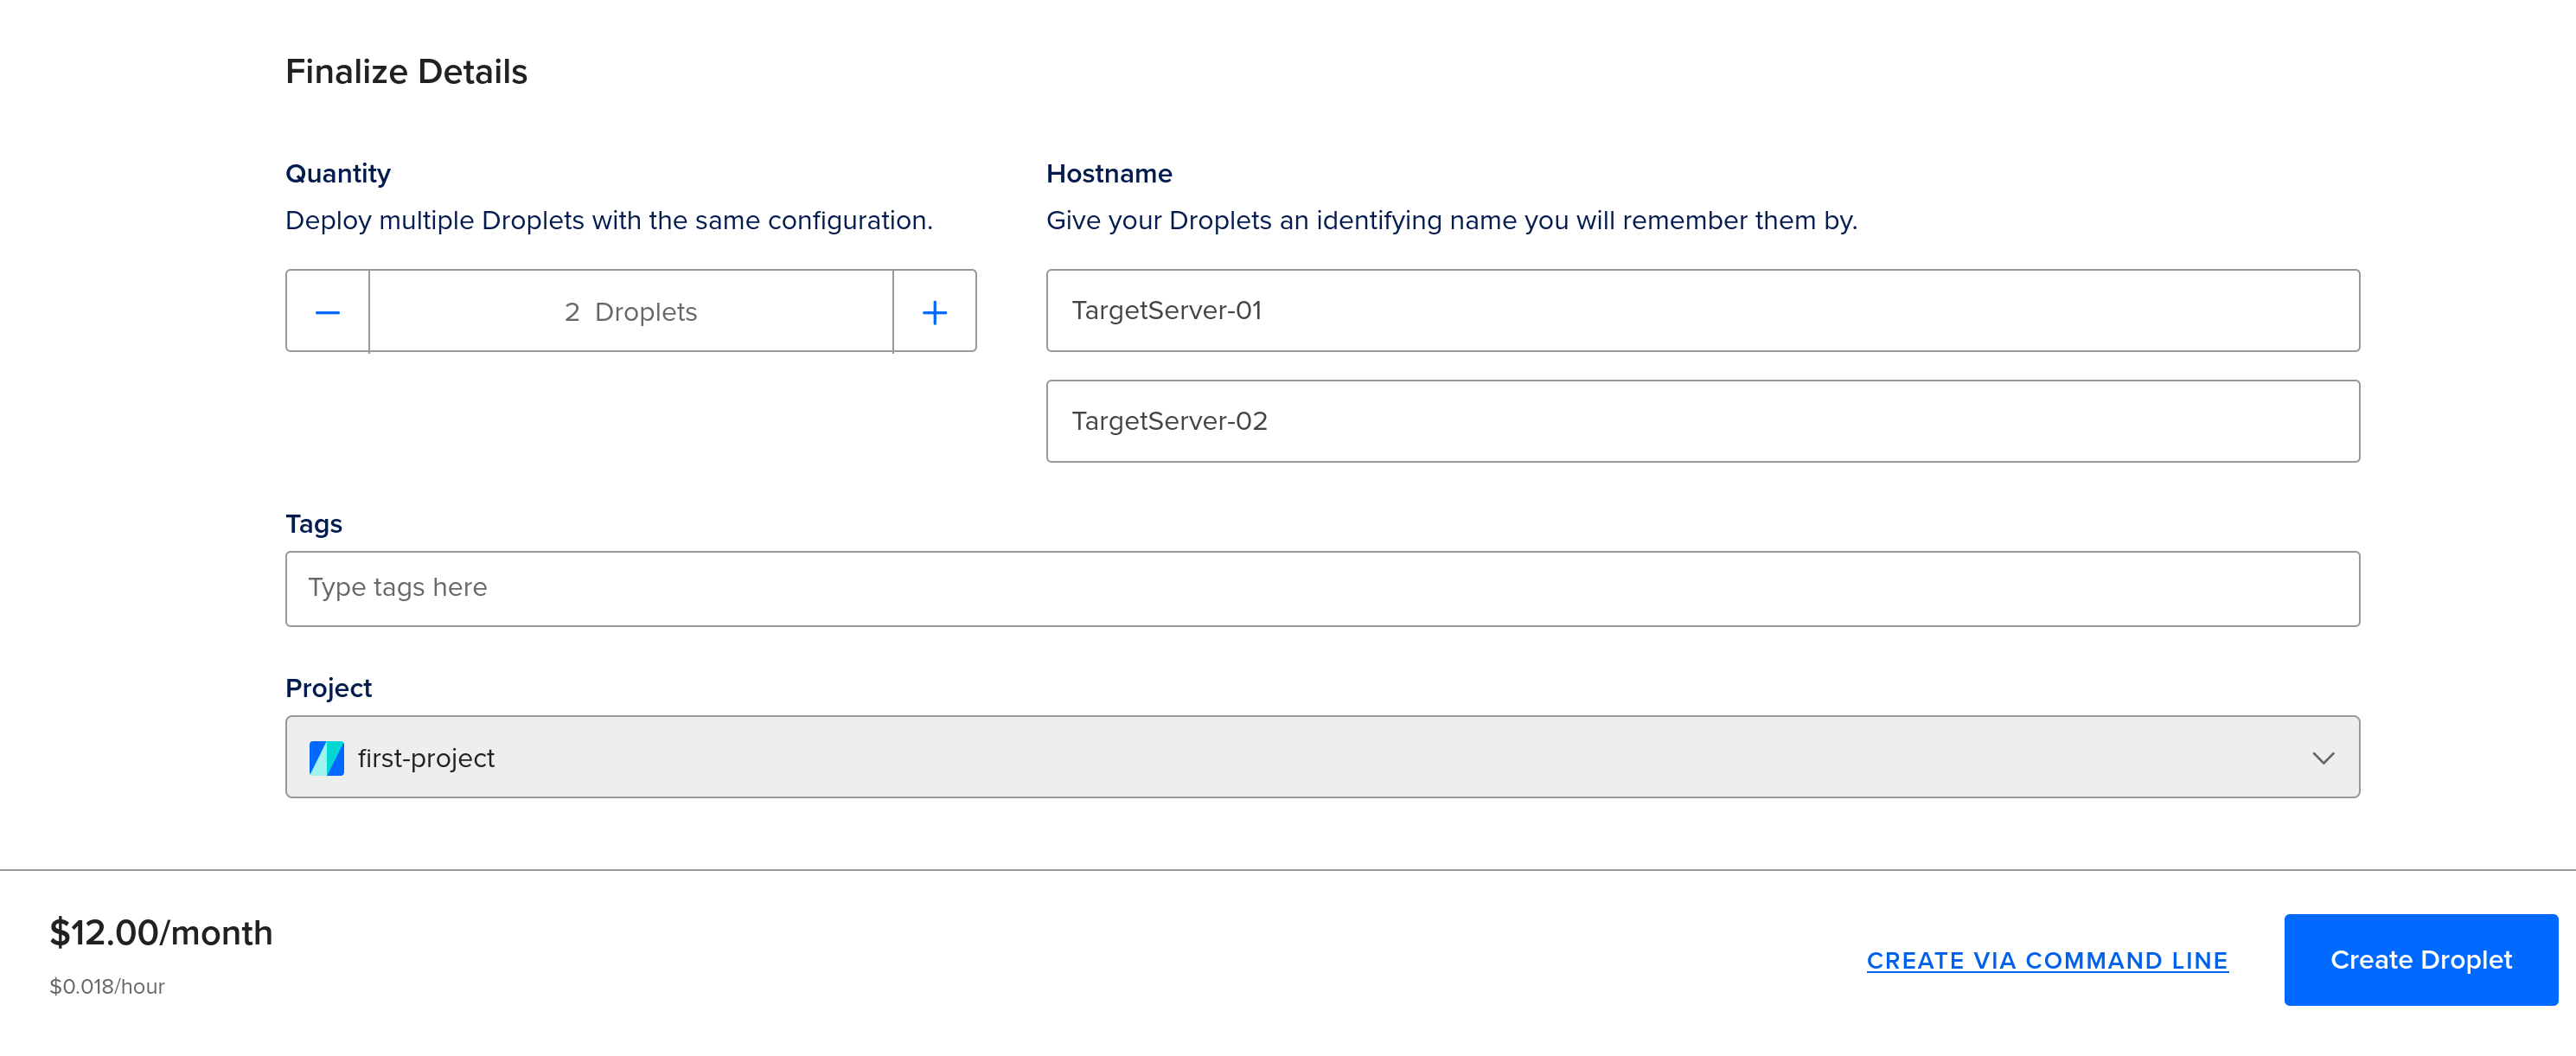 Finalize Details
Quantity
Deploy multiple Droplets with the same configuration.
2 Droplets
Hostname
Give your Droplets an identifying name you will remember them by.
TargetServer-01
TargetServer-02
Tags
Type tags here
Project
first-project
$12.00/month
$0.018/hour
CREATE VIA COMMAND LINE
Create Droplet